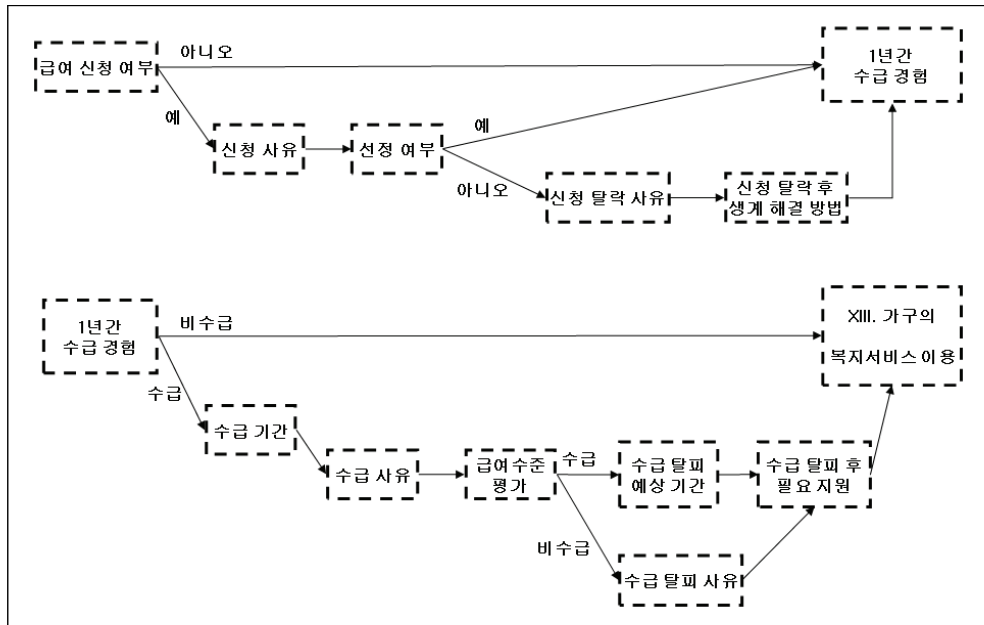 아니오
급여 신청 여부
1년간
수급 경험
예
신청 사유
선정 여부
예
아니오
신청 탈락 사유
신청 탈락 후
생계 해결 방법
1년간
수급 경험
비수급
XIII. 가구의
복지서비스 이용
수급
수급 기간
수급 사유
급여 수준
평가
수급
수급 탈피
예상 기간
수급 탈피 후
필요 지원
비수급
수급 탈피 사유